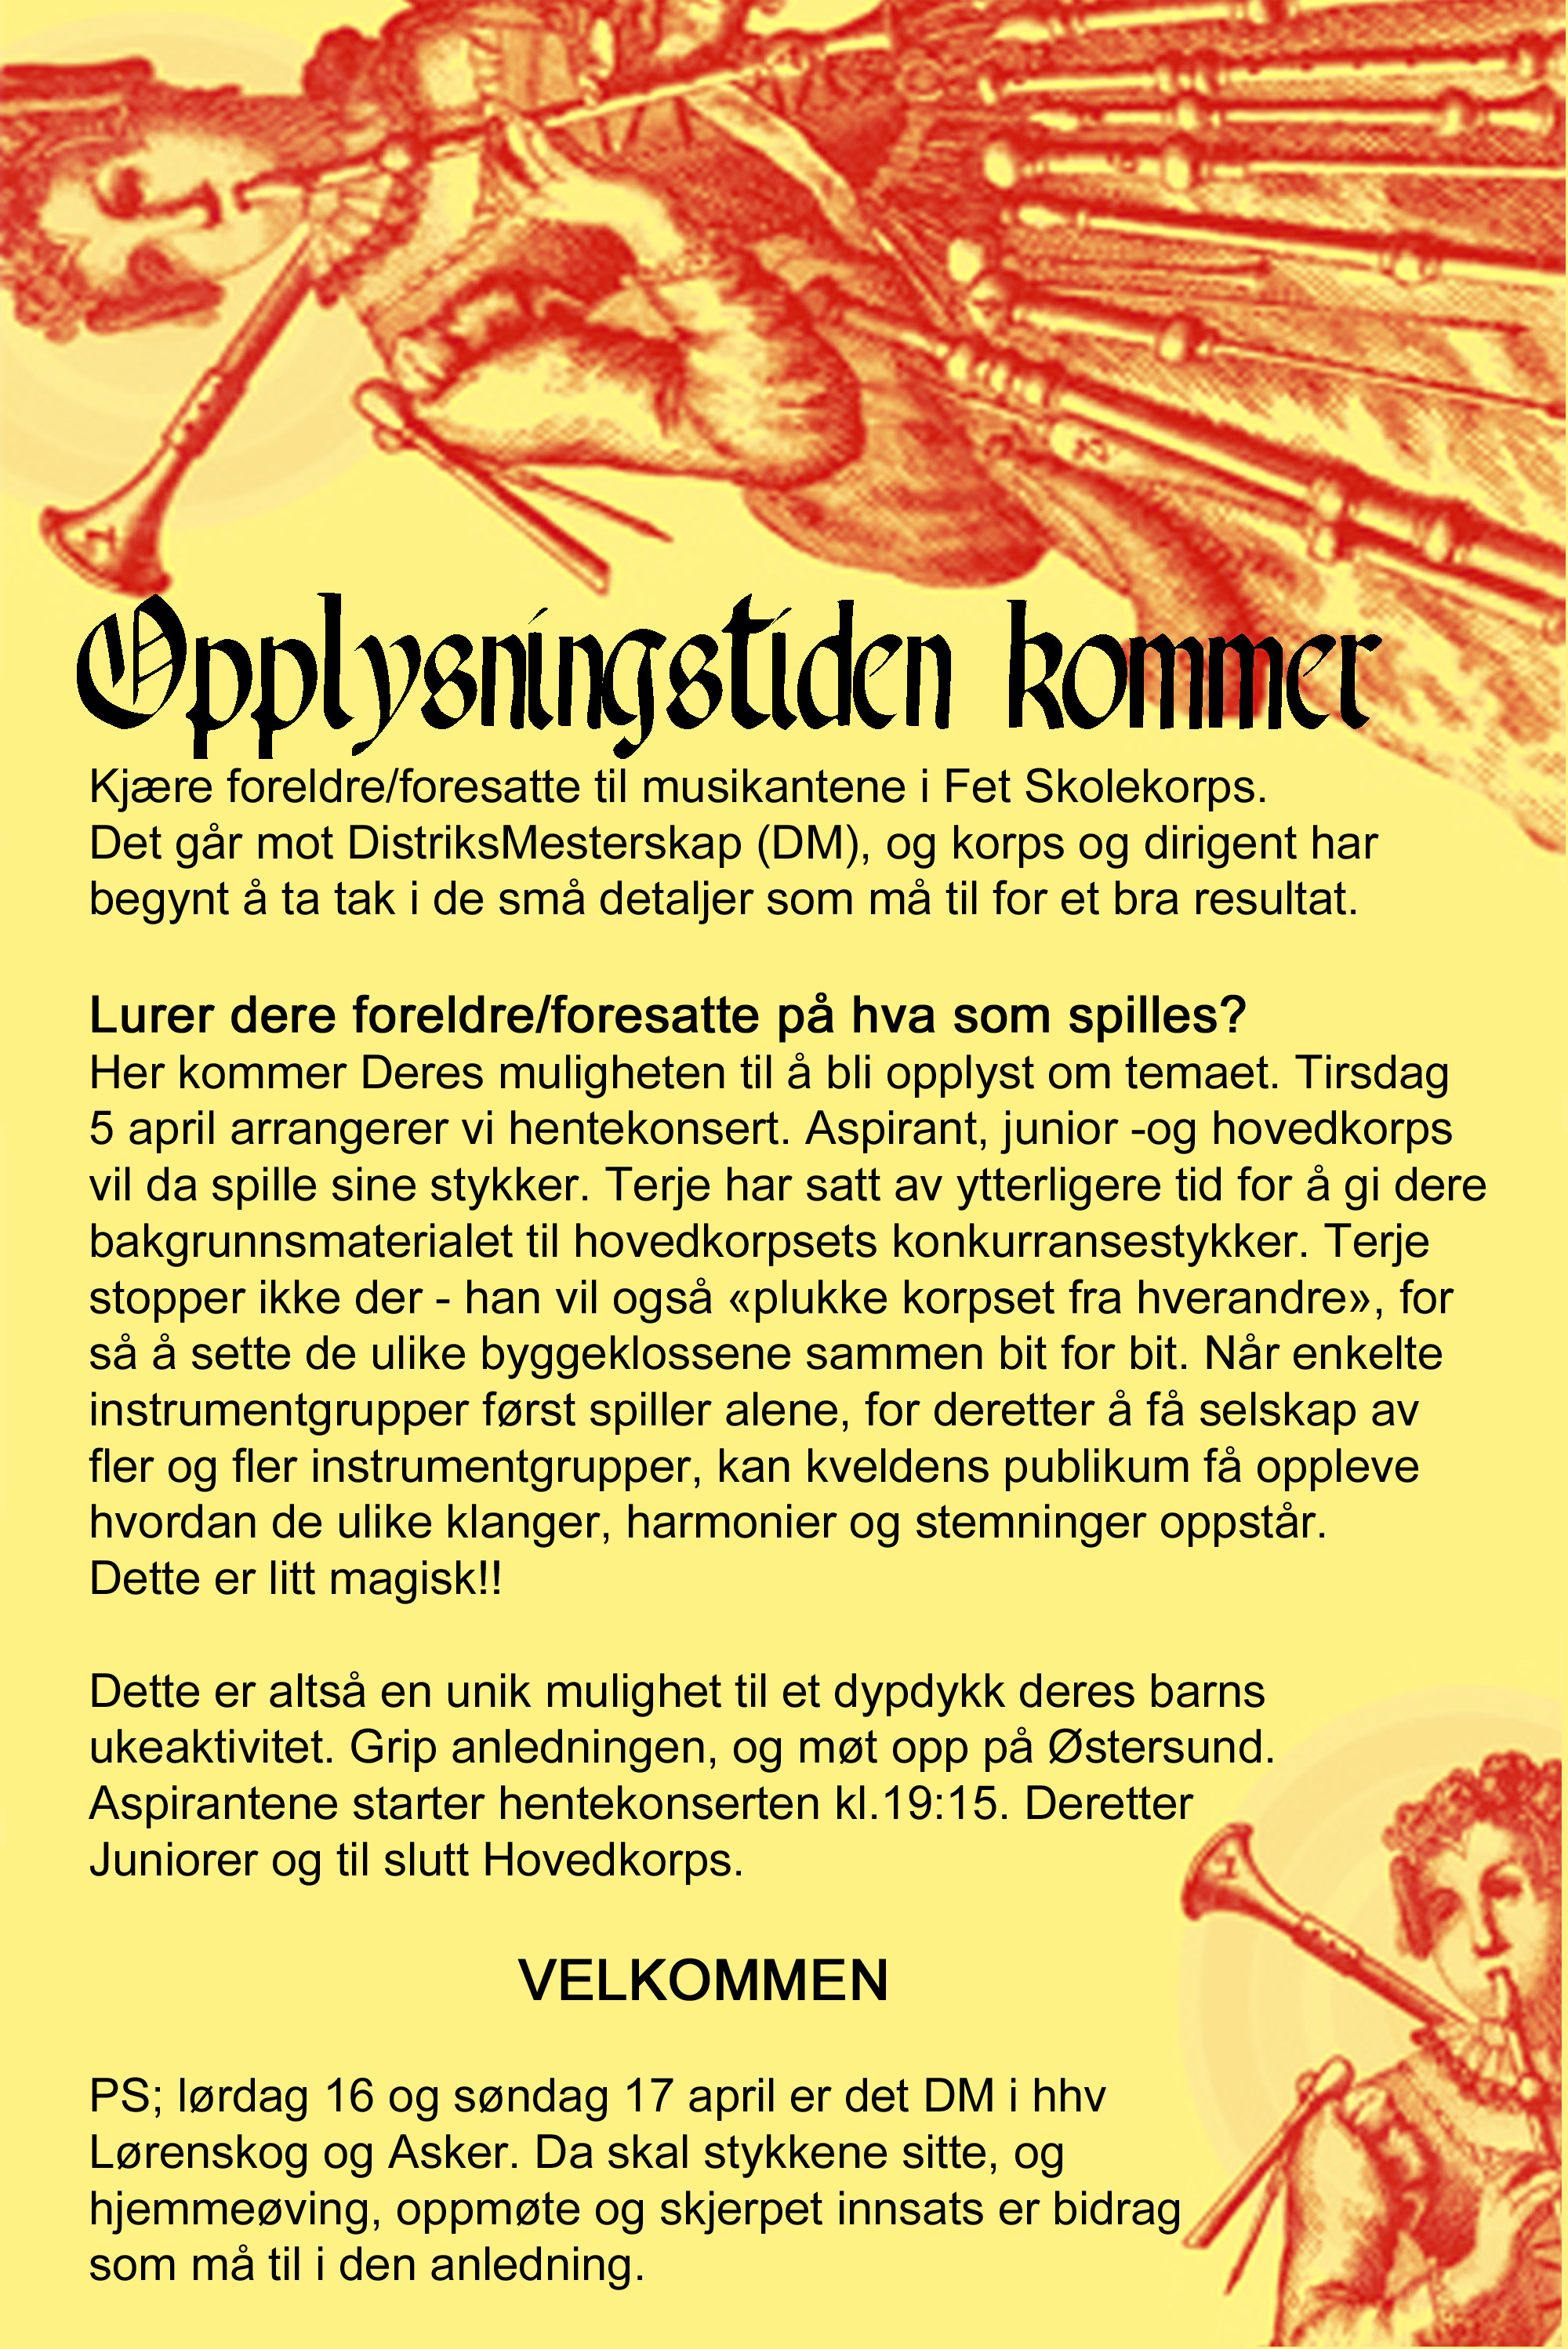 Opplysningstiden kommer
Kjære foreldre/foresatte til musikantene i Fet Skolekorps.
Det går mot DistriksMesterskap (DM), og korps og dirigent har
begynt å ta tak i de små detaljer som må til for et bra resultat.
Lurer dere foreldre/foresatte på hva som spilles?
Her kommer Deres muligheten til å bli opplyst om temaet. Tirsdag
5 april arrangerer vi hentekonsert. Aspirant, junior -og hovedkorps
vil da spille sine stykker. Terje har satt av ytterligere tid for å gi dere
bakgrunnsmaterialet til hovedkorpsets konkurransestykker. Terje
stopper ikke der - han vil også «plukke korpset fra hverandre», for
så å sette de ulike byggeklossene sammen bit for bit. Når enkelte
instrumentgrupper først spiller alene, for deretter å få selskap av
fler og fler instrumentgrupper, kan kveldens publikum få oppleve
hvordan de ulike klanger, harmonier og stemninger oppstår.
Dette er litt magisk!!
Dette er altså en unik mulighet til et dypdykk deres barns
ukeaktivitet. Grip anledningen, og møt opp på Østersund.
Aspirantene starter hentekonserten kl.19:15. Deretter
Juniorer og til slutt Hovedkorps.
VELKOMMEN
PS; lørdag 16 og søndag 17 april er det DM i hhv
Lørenskog og Asker. Da skal stykkene sitte, og
hjemmeøving, oppmøte og skjerpet innsats er bidrag
som må til i den anledning.